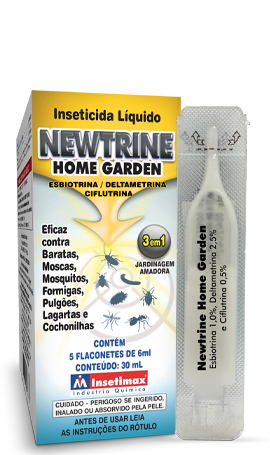 Inseticida Líquido
NEWTRINE
HOME GARDEN
ESBIOTRINA / DELTAMETRINA
CIFLUTRINA
3 em 1
JARDINAGEM
AMADORA
Eficaz
contra
Baratas,
Moscas,
Mosquitos,
Formigas,
Pulgões,
Lagartas e
Cochonilhas
CONTÉM
5 FLACONETES DE 6ml
CONTEÚDO: 30 mL
Insetimax
Indústria Química
CUIDADO - PERIGOSO SE INGERIDO,
INALADO OU ABSORVIDO PELA PELE.
ANTES DE USAR LEIA
AS INSTRUÇÕES DO RÓTULO
Newtrine Home Garden
Esbiotrina 1,0%, Deltametrina 2,5%
e Ciflutrina 0,5%